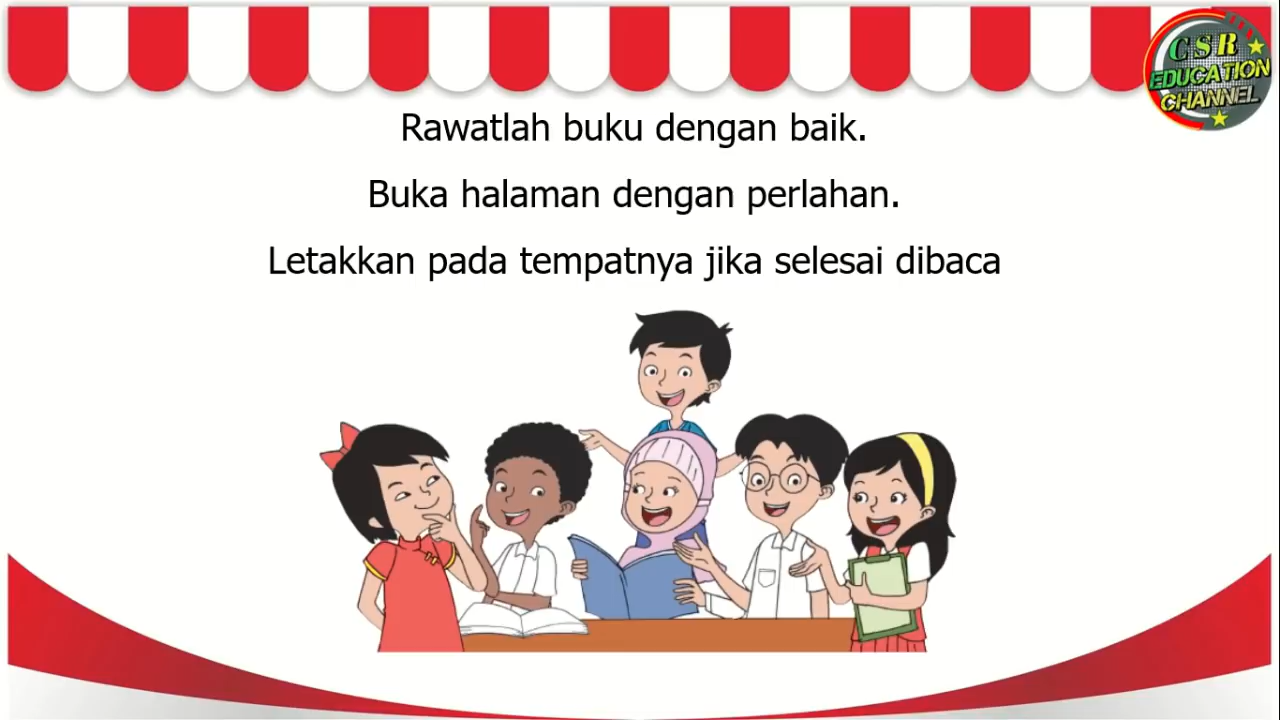 CSR
EDUCATION
CHANNEL
Rawatlah buku dengan baik.
Buka halaman dengan perlahan.
Letakkan pada tempatnya jika selesai dibaca